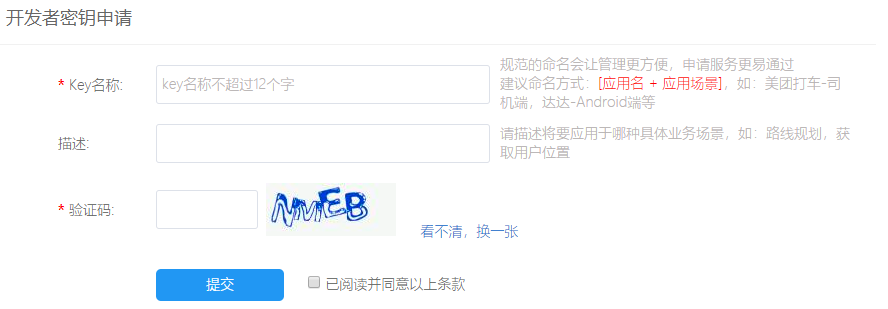 开发者密钥申请
* Key名称:
key名称不超过12个字
规范的命名会让管理更方便，申请服务更易通过
建议命名方式：[应用名 + 应用场景]，如：美团打车-司
机端，达达-Android端等
描述:
请描述将要应用于哪种具体业务场景，如：路线规划，获
取用户位置
* 验证码:
NMEB
看不清，换一张
提交
已阅读并同意以上条款